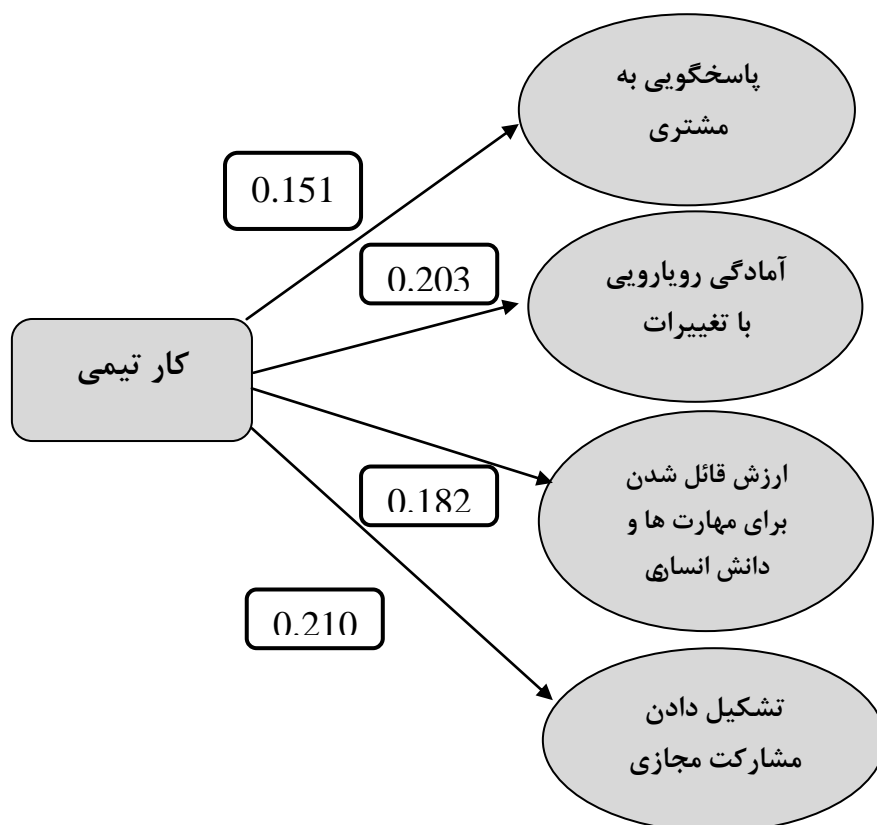 پاسخگویی به
مشتری
0.151
0.203
آمادگی رویارویی
با تغییرات
کار تیمی
ارزش قائل شدن
برای مهارت ها و
دانش انساری
0.182
0.210
تشکیل دادن
مشارکت مجازی